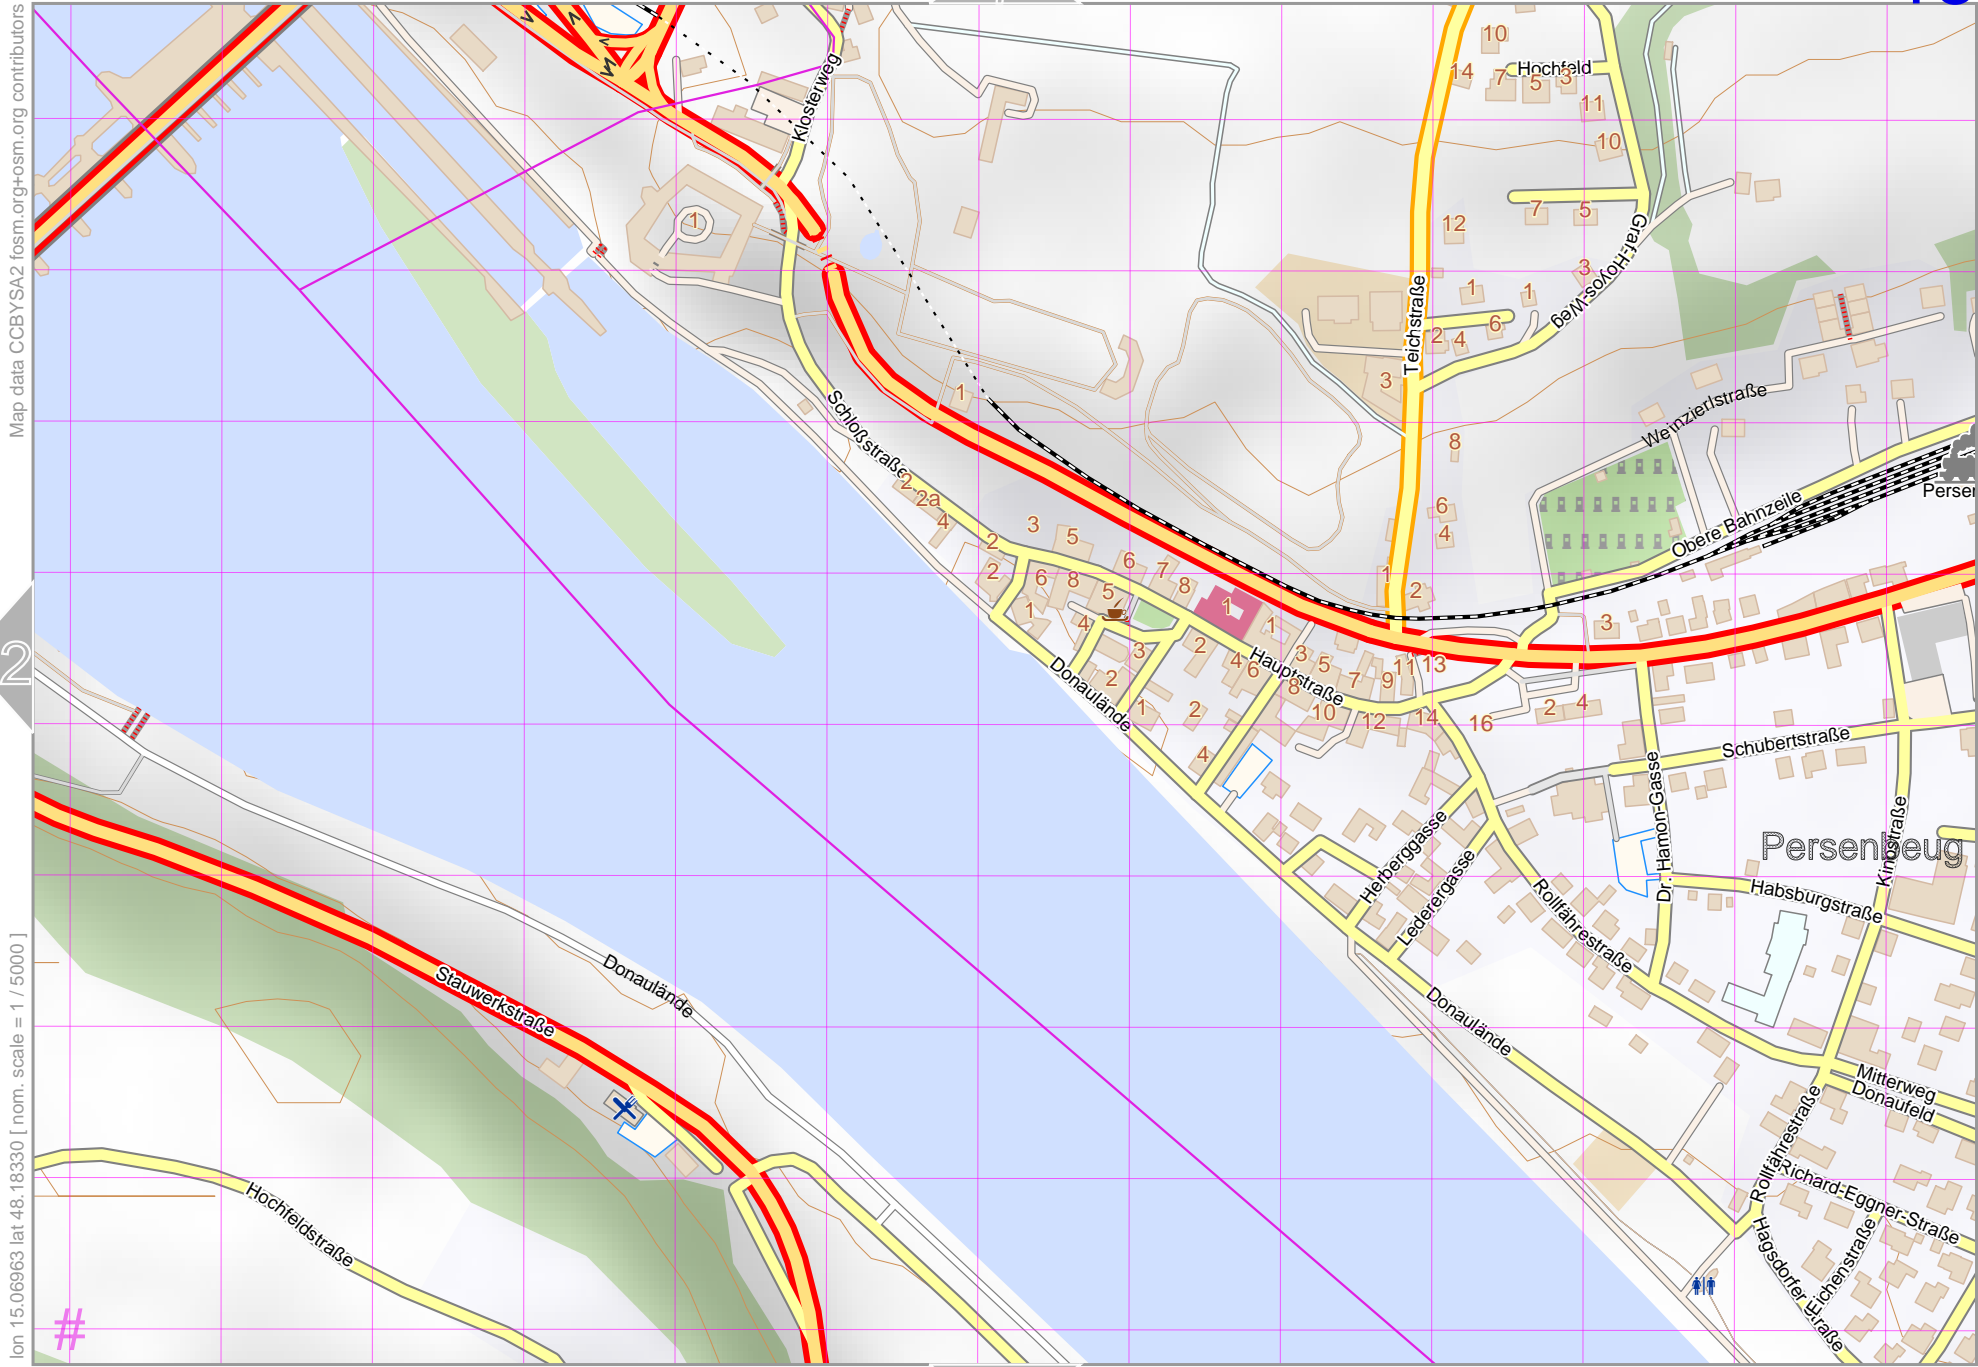 Map data CCBYSA2 fosm.org+osm.org contributors
lon 15.06963 lat 48.18330 [ nom. scale = 1 / 5000 ]
2
#
Klosterweg
Hochfeld
10
14
7
5
3
11
10
Graf-Hoyos-Weg
12
7
5
3
1
1
6
2
4
3
Teichstraße
8
6
4
1
2
1
1
Schloßstraße
2
2a
4
3
5
2
2
6
8
5
6
7
8
1
4
3
2
1
2
1
2
4
6
1
3
5
7
9
11
13
8
10
12
14
16
2
4
3
4
Hauptstraße
Donaulände
Weinzierlstraße
Obere Bahnzeile
Persen
Schubertstraße
Dr. Hamon-Gasse
Persenbeug
Kinostraße
Habsburgstraße
Herberggasse
Lederergasse
Rollfährestraße
Donaulände
Mitterweg
Donaufeld
Rollfährestraße
Richard-Eggner-Straße
Eichenstraße
Hagsdorfer Straße
Donaulände
Stauwerkstraße
Hochfeldstraße